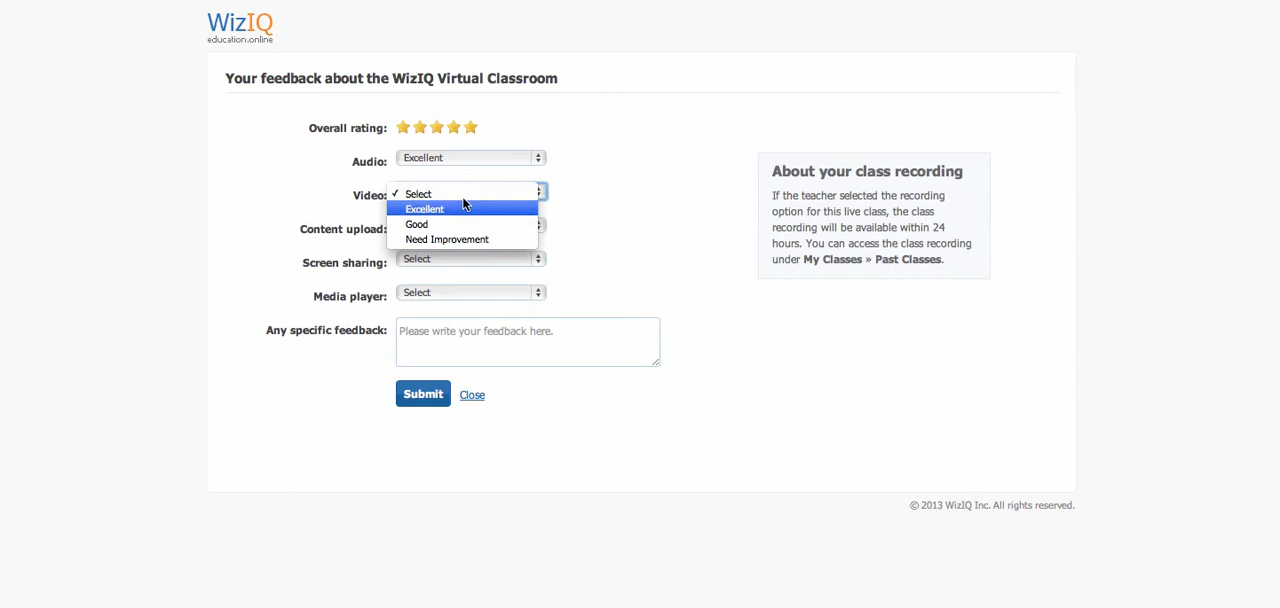 WizIQ
education.online
Your feedback about the WizIQ Virtual Classroom
Overall rating:
Audio: Excellent
Video: ✓ Select
Excellent
Good
Need Improvement
Content upload:
Screen sharing: Select
Media player: Select
Any specific feedback: Please write your feedback here.
Submit Close
About your class recording
If the teacher selected the recording
option for this live class, the class
recording will be available within 24
hours. You can access the class recording
under My Classes » Past Classes.
© 2013 WizIQ Inc. All rights reserved.